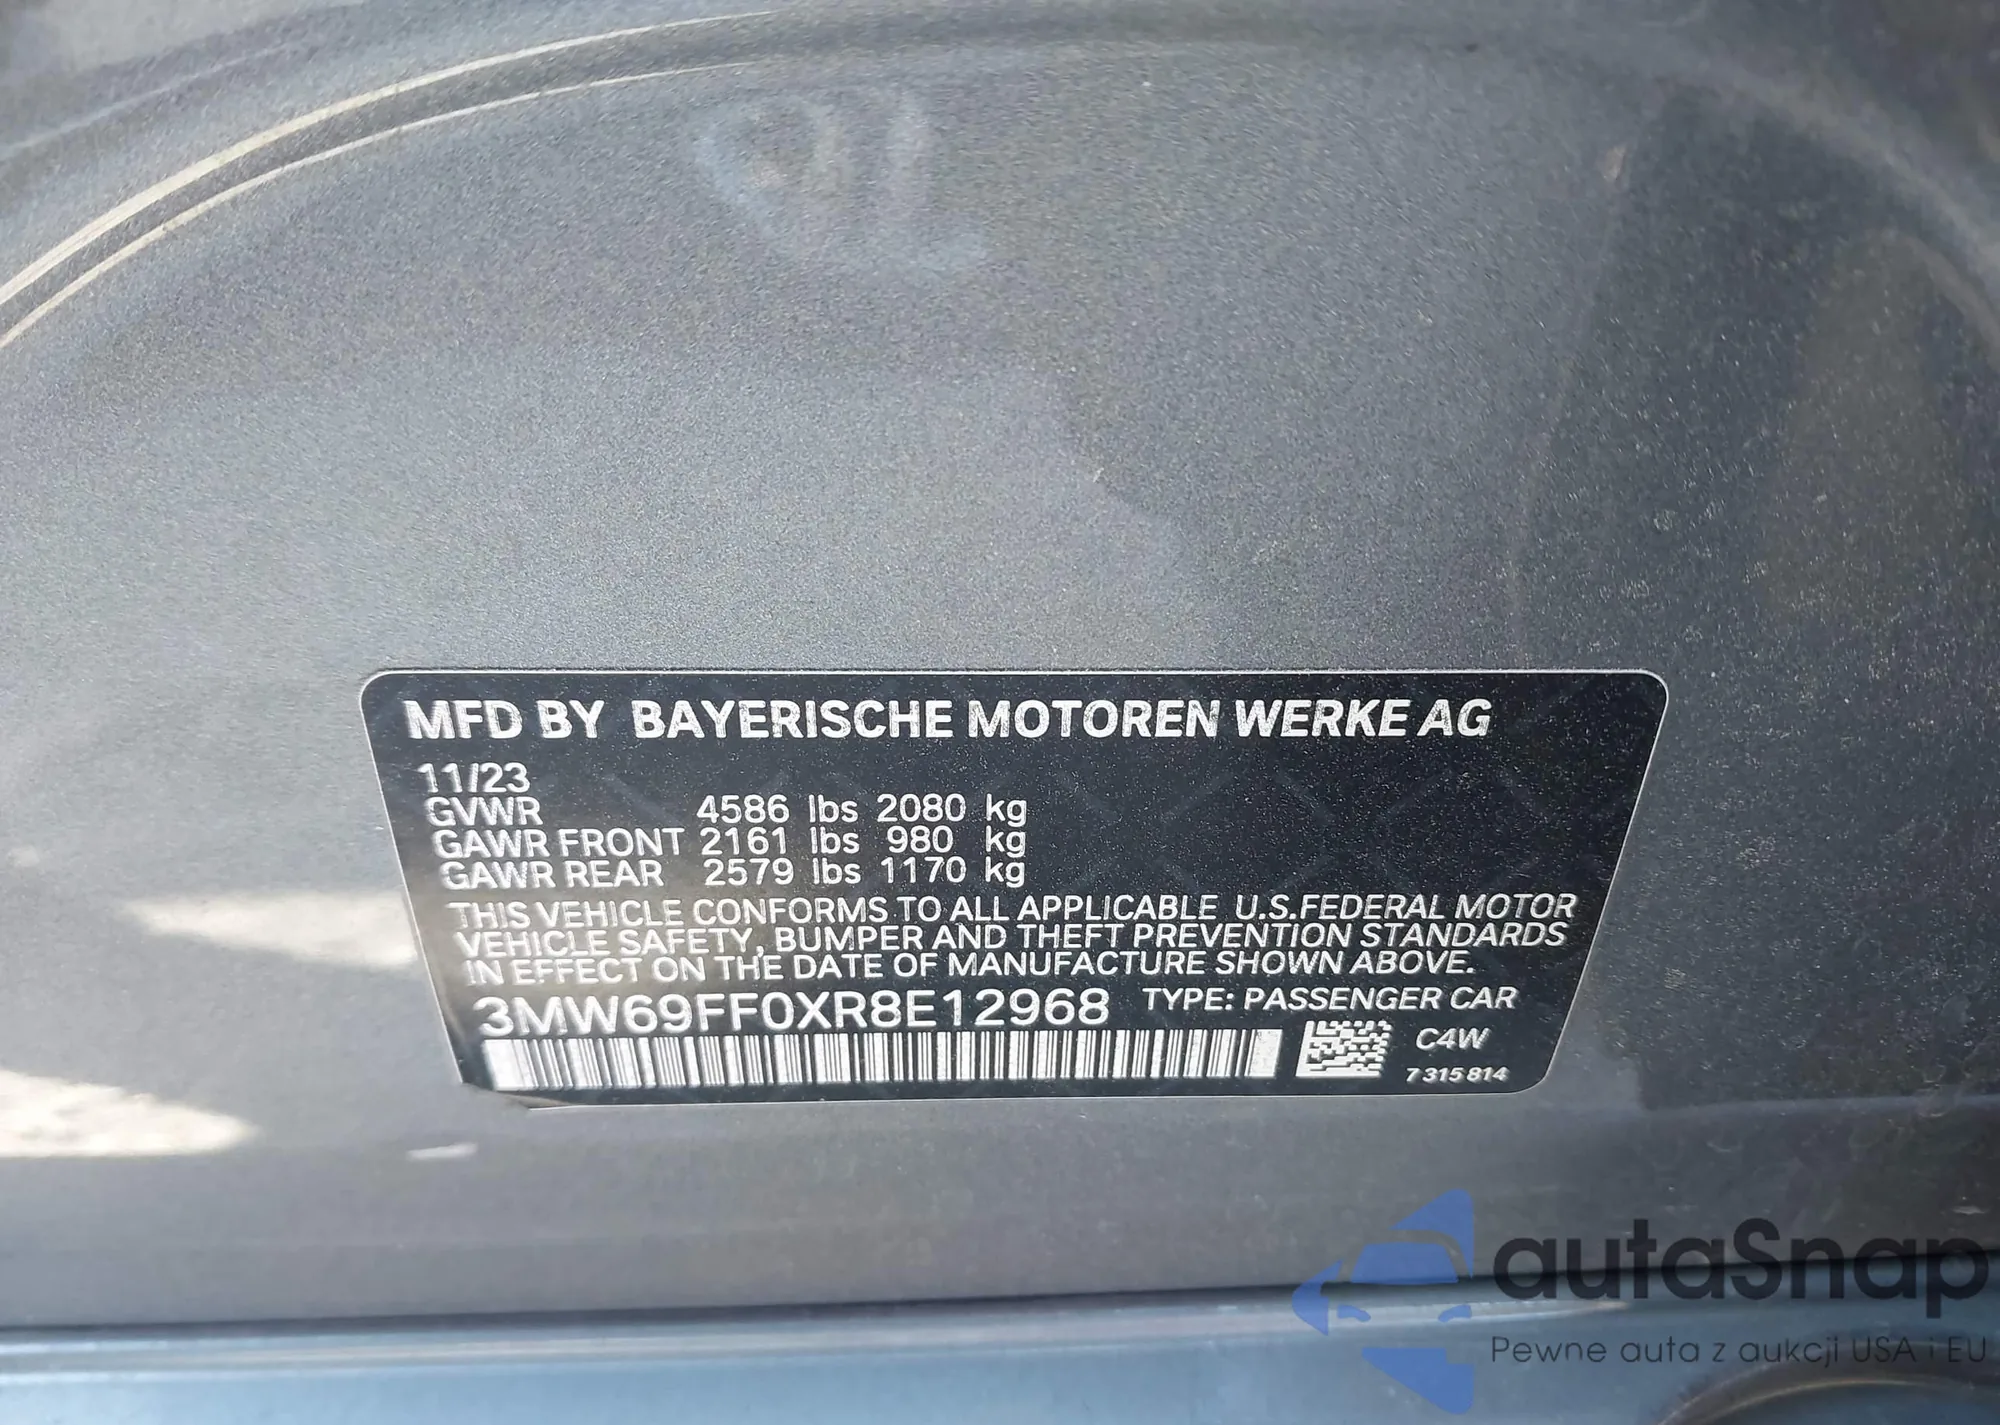 MFD BY BAYERISCHE MOTOREN WERKE AG
11/23
GVWR 4586 lbs 2080 kg
GAWR FRONT 2161 lbs 980 kg
GAWR REAR 2579 lbs 1170 kg
THIS VEHICLE CONFORMS TO ALL APPLICABLE U.S.FEDERAL MOTOR
VEHICLE SAFETY, BUMPER AND THEFT PREVENTION STANDARDS
IN EFFECT ON THE DATE OF MANUFACTURE SHOWN ABOVE.
3MW69FF0XR8E12968 TYPE: PASSENGER CAR
C4W
7 315 814
autaSnap
Pewne auta z aukcji USA i EU